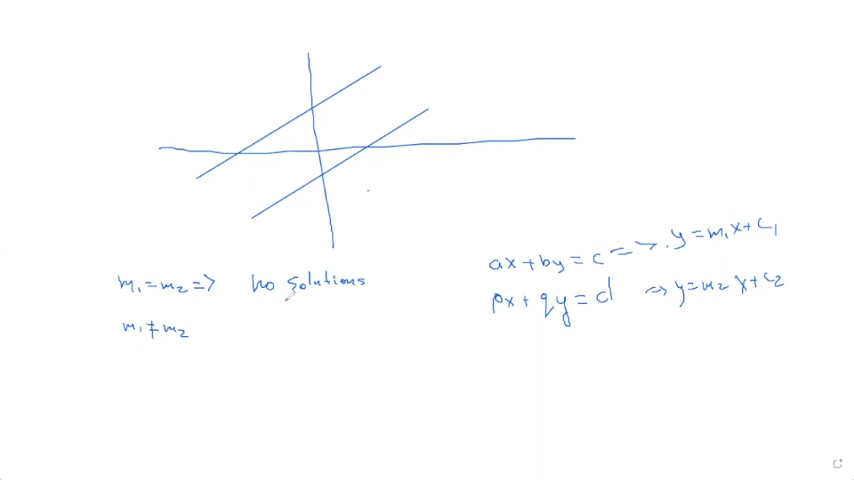 ax+by=c => . y=m₁x+c₁
m₁=m₂=> no solutions
px+qy=d => y=m₂x+c₂
m₁≠m₂